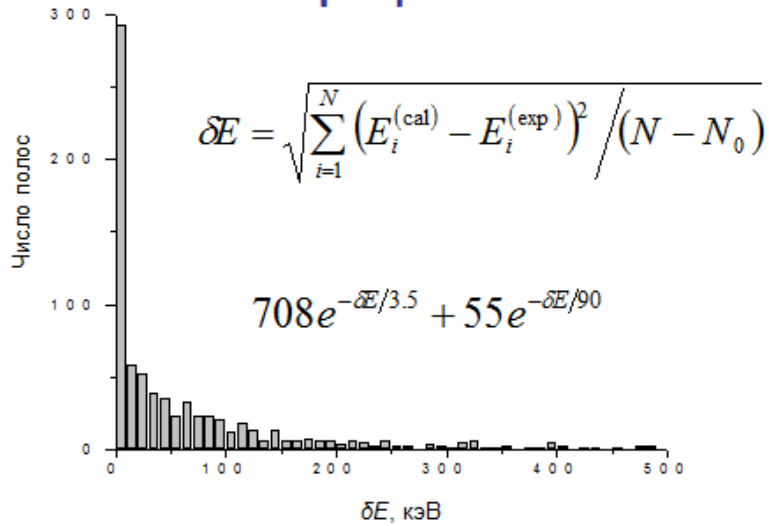 300
δE = √(∑_{i=1}^{N} (E_i^{(cal)} − E_i^{(exp)})² / (N − N_0))
200
Число полос
708e^{−δE/3.5} + 55e^{−δE/90}
100
0
0 100 200 300 400 500
δE, кэВ